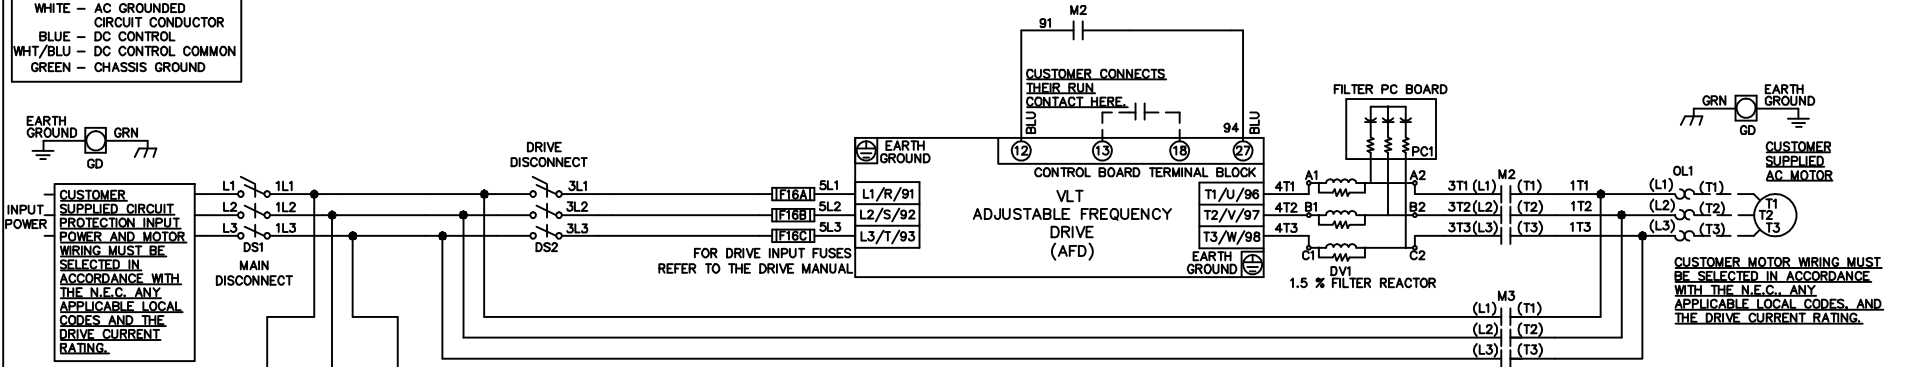 WHITE – AC GROUNDED
CIRCUIT CONDUCTOR
BLUE – DC CONTROL
WHT/BLU – DC CONTROL COMMON
GREEN – CHASSIS GROUND
EARTH
GROUND
GRN
GD
INPUT
POWER
CUSTOMER
SUPPLIED CIRCUIT
PROTECTION INPUT
POWER AND MOTOR
WIRING MUST BE
SELECTED IN
ACCORDANCE WITH
THE N.E.C. ANY
APPLICABLE LOCAL
CODES AND THE
DRIVE CURRENT
RATING.
L1 1L1
L2 1L2
L3 1L3
DS1
MAIN
DISCONNECT
DRIVE
DISCONNECT
3L1
3L2
3L3
DS2
F16A 5L1
F16B 5L2
F16C 5L3
FOR DRIVE INPUT FUSES
REFER TO THE DRIVE MANUAL
M2
91
CUSTOMER CONNECTS
THEIR RUN
CONTACT HERE.
BLU
94
BLU
12 13 18 27
CONTROL BOARD TERMINAL BLOCK
EARTH
GROUND
L1/R/91
L2/S/92
L3/T/93
VLT
ADJUSTABLE FREQUENCY
DRIVE
(AFD)
T1/U/96
T2/V/97
T3/W/98
EARTH
GROUND
4T1
4T2
4T3
FILTER PC BOARD
PC1
A1 A2
B1 B2
C1 C2
DV1
1.5 % FILTER REACTOR
M2
3T1 (L1) (T1) 1T1
3T2(L2) (T2) 1T2
3T3(L3) (T3) 1T3
M3
(L1) (T1)
(L2) (T2)
(L3) (T3)
GRN
GD
EARTH
GROUND
CUSTOMER
SUPPLIED
AC MOTOR
OL1
(L1) (T1)
(L2) (T2)
(L3) (T3)
T1
T2
T3
CUSTOMER MOTOR WIRING MUST
BE SELECTED IN ACCORDANCE
WITH THE N.E.C., ANY
APPLICABLE LOCAL CODES, AND
THE DRIVE CURRENT RATING.